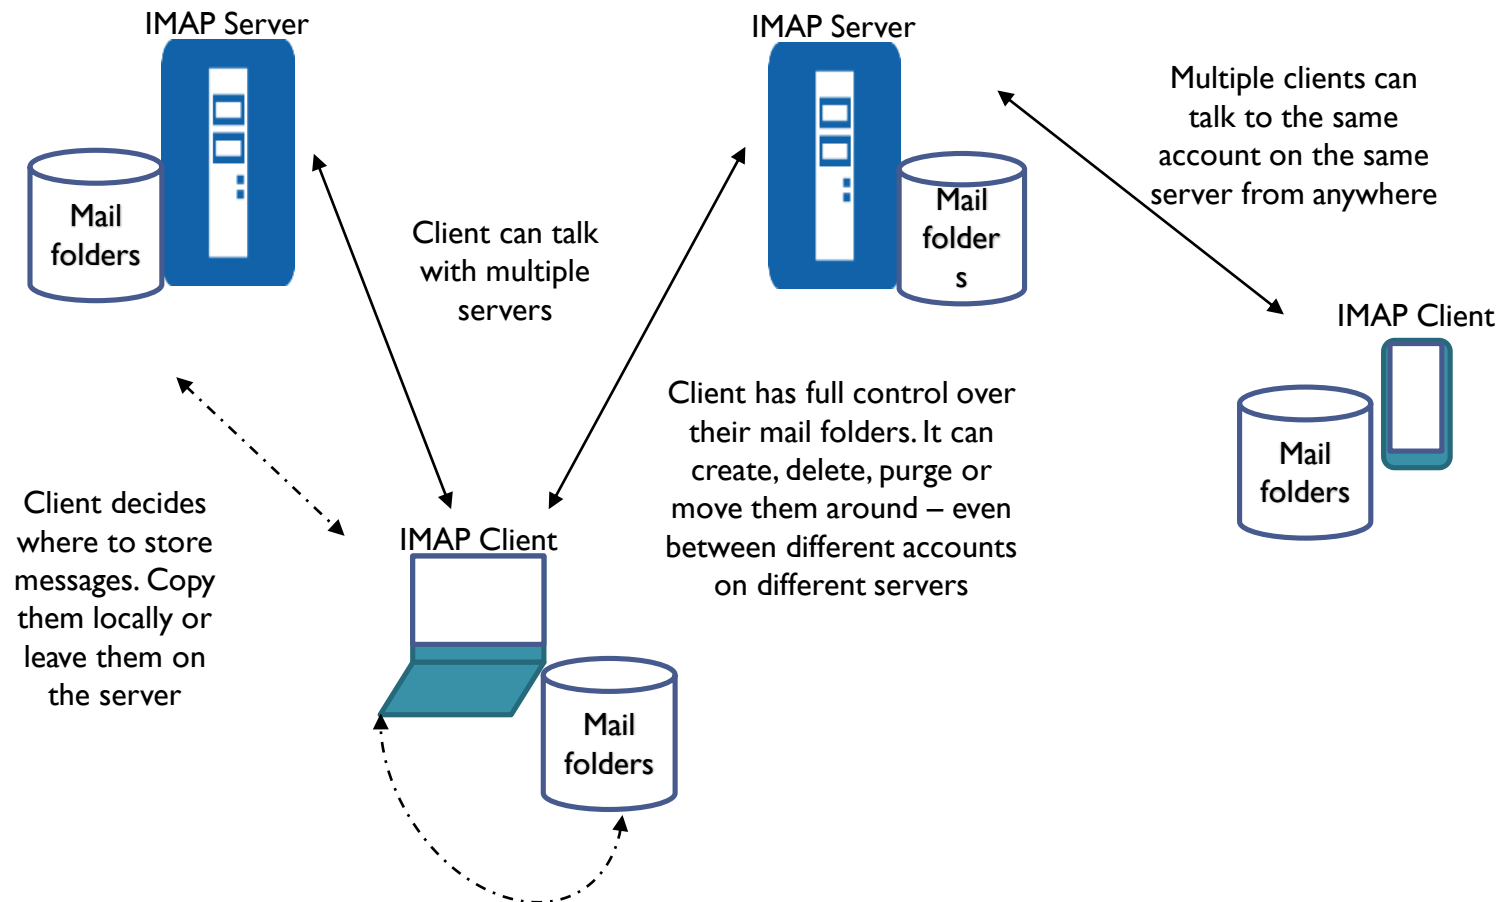 IMAP Server
Mail
folders
Client can talk
with multiple
servers
IMAP Server
Mail
folder
s
Multiple clients can
talk to the same
account on the same
server from anywhere
IMAP Client
Mail
folders
Client has full control over
their mail folders. It can
create, delete, purge or
move them around – even
between different accounts
on different servers
Client decides
where to store
messages. Copy
them locally or
leave them on
the server
IMAP Client
Mail
folders